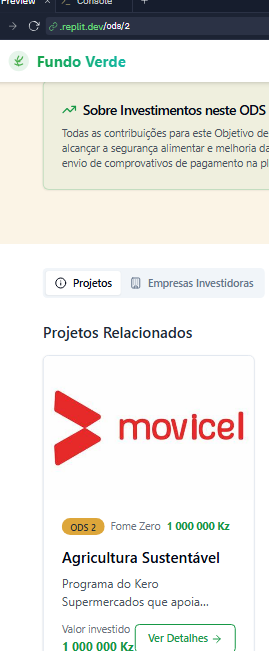 Preview
Console
.replit.dev/ods/2
Fundo Verde
Sobre Investimentos neste ODS
Todas as contribuições para este Objetivo de
alcançar a segurança alimentar e melhoria da
envio de comprovativos de pagamento na pl
Projetos
Empresas Investidoras
Projetos Relacionados
movicel
ODS 2
Fome Zero
1 000 000 Kz
Agricultura Sustentável
Programa do Kero
Supermercados que apoia...
Valor investido
1 000 000 Kz
Ver Detalhes →